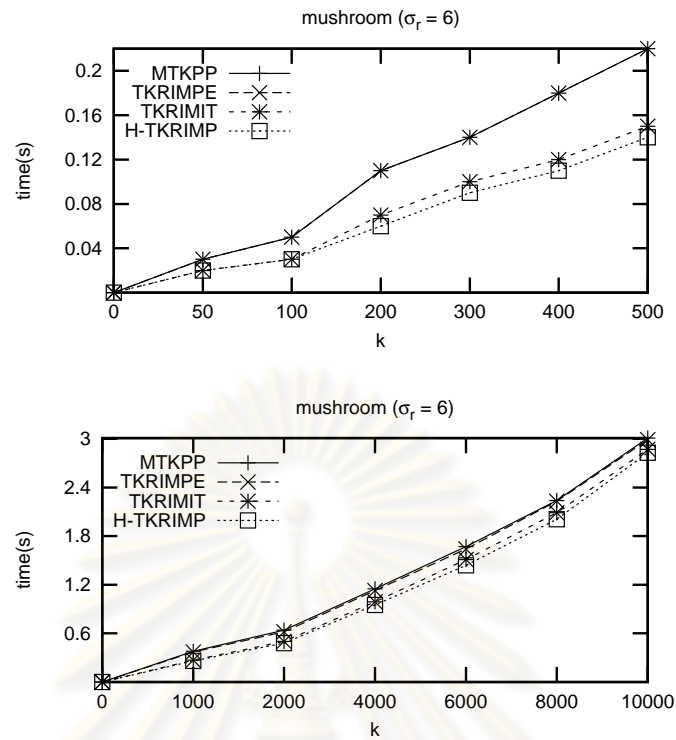 mushroom (σr = 6)
MTKPP
TKRIMPE
TKRIMIT
H-TKRIMP
0.2
0.16
0.12
0.08
0.04
time(s)
0 50 100 200 300 400 500
k
mushroom (σr = 6)
MTKPP
TKRIMPE
TKRIMIT
H-TKRIMP
3
2.4
1.8
1.2
0.6
time(s)
0 1000 2000 4000 6000 8000 10000
k